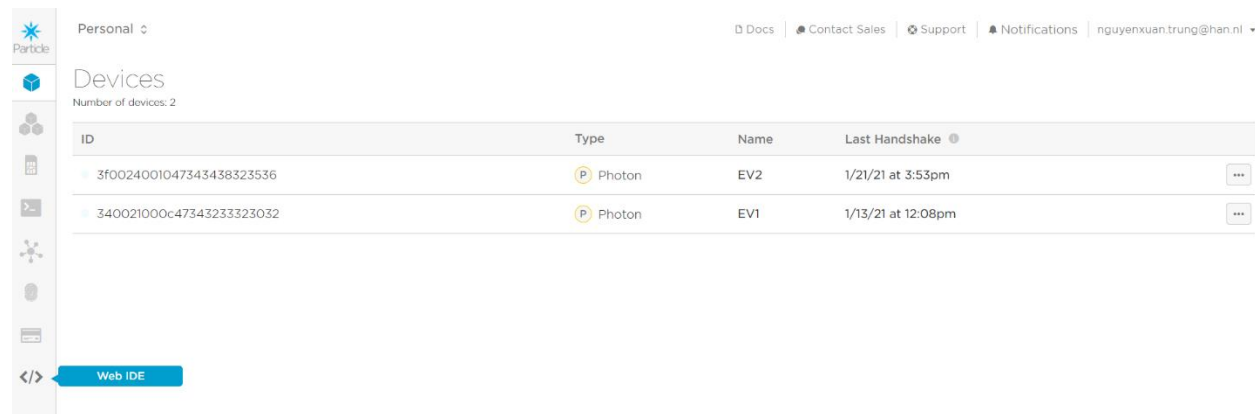 Particle
Personal
Docs
Contact Sales
Support
Notifications
nguyenxuan.trung@han.nl
Devices
Number of devices: 2
ID Type Name Last Handshake
3f0024001047343438323536 P Photon EV2 1/21/21 at 3:53pm
340021000c47343233323032 P Photon EV1 1/13/21 at 12:08pm
</> Web IDE